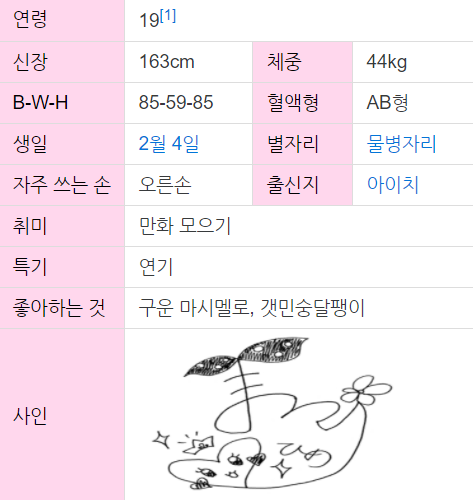 연령 19[1]
신장 163cm 체중 44kg
B-W-H 85-59-85 혈액형 AB형
생일 2월 4일 별자리 물병자리
자주 쓰는 손 오른손 출신지 아이치
취미 만화 모으기
특기 연기
좋아하는 것 구운 마시멜로, 갯민숭달팽이
사인